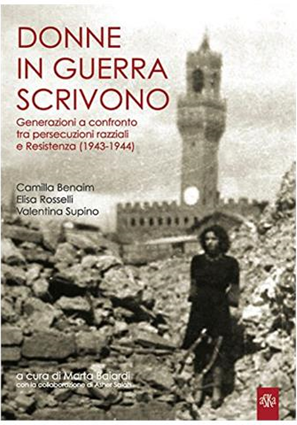 DONNE
IN GUERRA
SCRIVONO
Generazioni a confronto
tra persecuzioni razziali
e Resistenza (1943-1944)
Camilla Benaim
Elisa Rosselli
Valentina Supino
a cura di Marta Baiardi
con la collaborazione di Asher Salah
aSKa